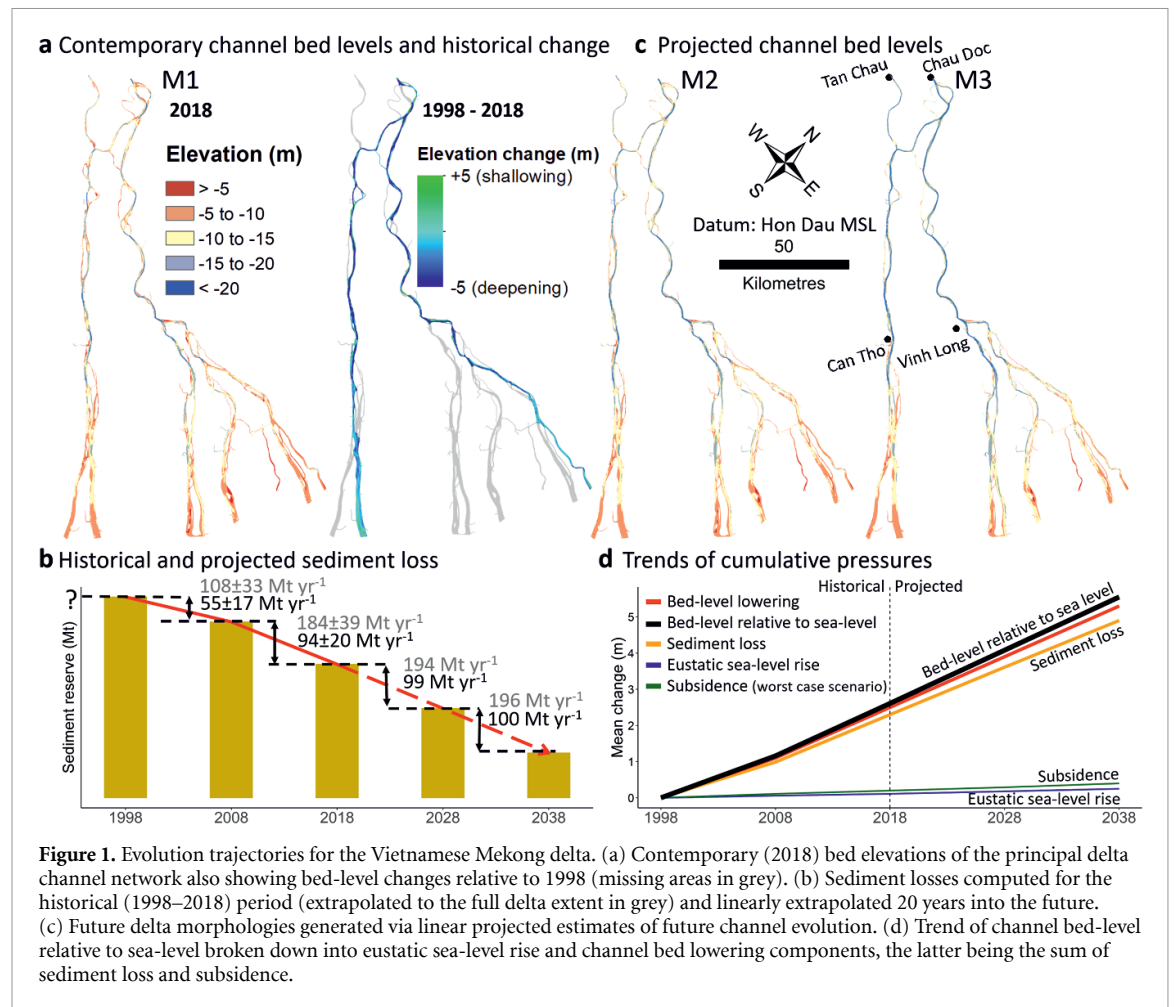 a Contemporary channel bed levels and historical change
c Projected channel bed levels
M1
2018
1998 - 2018
M2
Tan Chau
Chau Doc
M3
Elevation (m)
> -5
-5 to -10
-10 to -15
-15 to -20
< -20
Elevation change (m)
+5 (shallowing)
-5 (deepening)
N
W
E
S
Datum: Hon Dau MSL
50
Kilometres
Can Tho
Vinh Long
b Historical and projected sediment loss
Sediment reserve (Mt)
?
108±33 Mt yr⁻¹
55±17 Mt yr⁻¹
184±39 Mt yr⁻¹
94±20 Mt yr⁻¹
194 Mt yr⁻¹
99 Mt yr⁻¹
196 Mt yr⁻¹
100 Mt yr⁻¹
1998 2008 2018 2028 2038
d Trends of cumulative pressures
Historical Projected
Bed-level lowering
Bed-level relative to sea-level
Sediment loss
Eustatic sea-level rise
Subsidence (worst case scenario)
Bed-level relative to sea level
Sediment loss
Subsidence
Eustatic sea-level rise
Mean change (m)
5
4
3
2
1
0
1998 2008 2018 2028 2038
Figure 1. Evolution trajectories for the Vietnamese Mekong delta. (a) Contemporary (2018) bed elevations of the principal delta
channel network also showing bed-level changes relative to 1998 (missing areas in grey). (b) Sediment losses computed for the
historical (1998–2018) period (extrapolated to the full delta extent in grey) and linearly extrapolated 20 years into the future.
(c) Future delta morphologies generated via linear projected estimates of future channel evolution. (d) Trend of channel bed-level
relative to sea-level broken down into eustatic sea-level rise and channel bed lowering components, the latter being the sum of
sediment loss and subsidence.